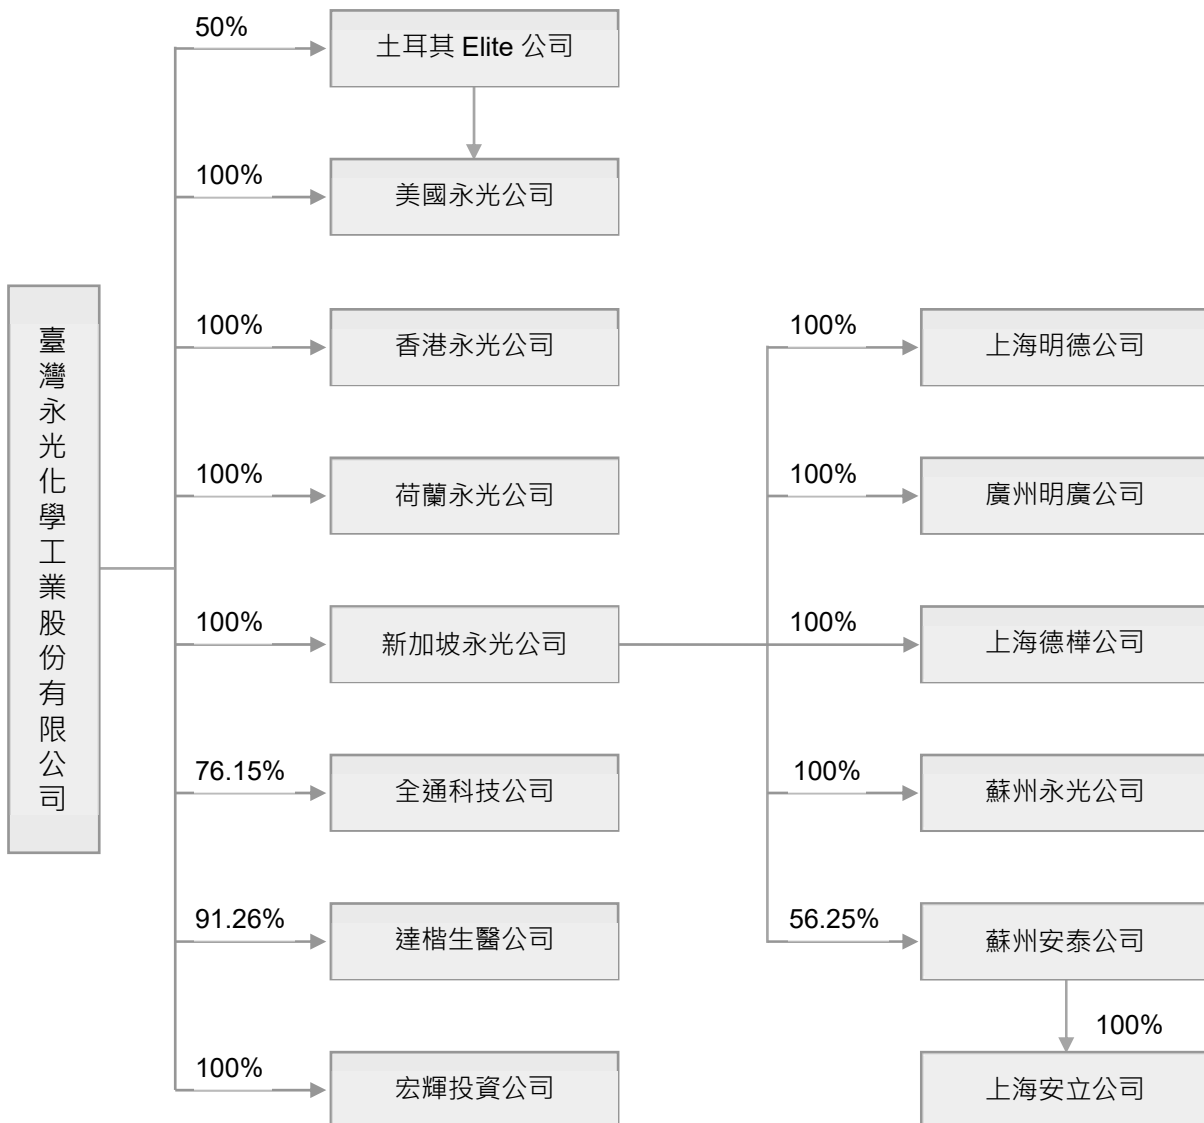 50%
土耳其 Elite 公司
100%
美國永光公司
100%
香港永光公司
100%
上海明德公司
臺灣永光化學工業股份有限公司
100%
荷蘭永光公司
100%
廣州明廣公司
100%
新加坡永光公司
100%
上海德樺公司
76.15%
全通科技公司
100%
蘇州永光公司
91.26%
達楷生醫公司
56.25%
蘇州安泰公司
100%
100%
宏輝投資公司
上海安立公司